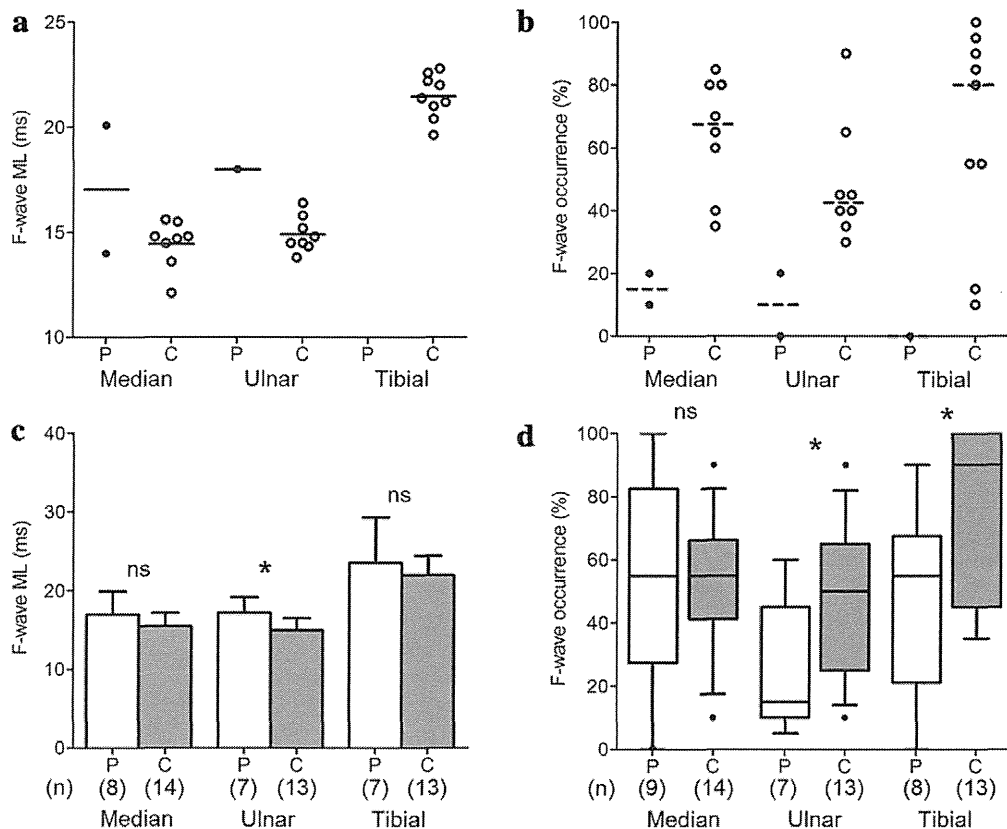 a
F-wave ML (ms)
25
20
15
10
P C P C P C
Median Ulnar Tibial
b
F-wave occurrence (%)
100
80
60
40
20
0
P C P C P C
Median Ulnar Tibial
c
F-wave ML (ms)
40
30
20
10
0
ns * ns
P C P C P C
(n) (8) (14) (7) (13) (7) (13)
Median Ulnar Tibial
d
F-wave occurrence (%)
100
80
60
40
20
0
ns * *
P C P C P C
(n) (9) (14) (7) (13) (8) (13)
Median Ulnar Tibial